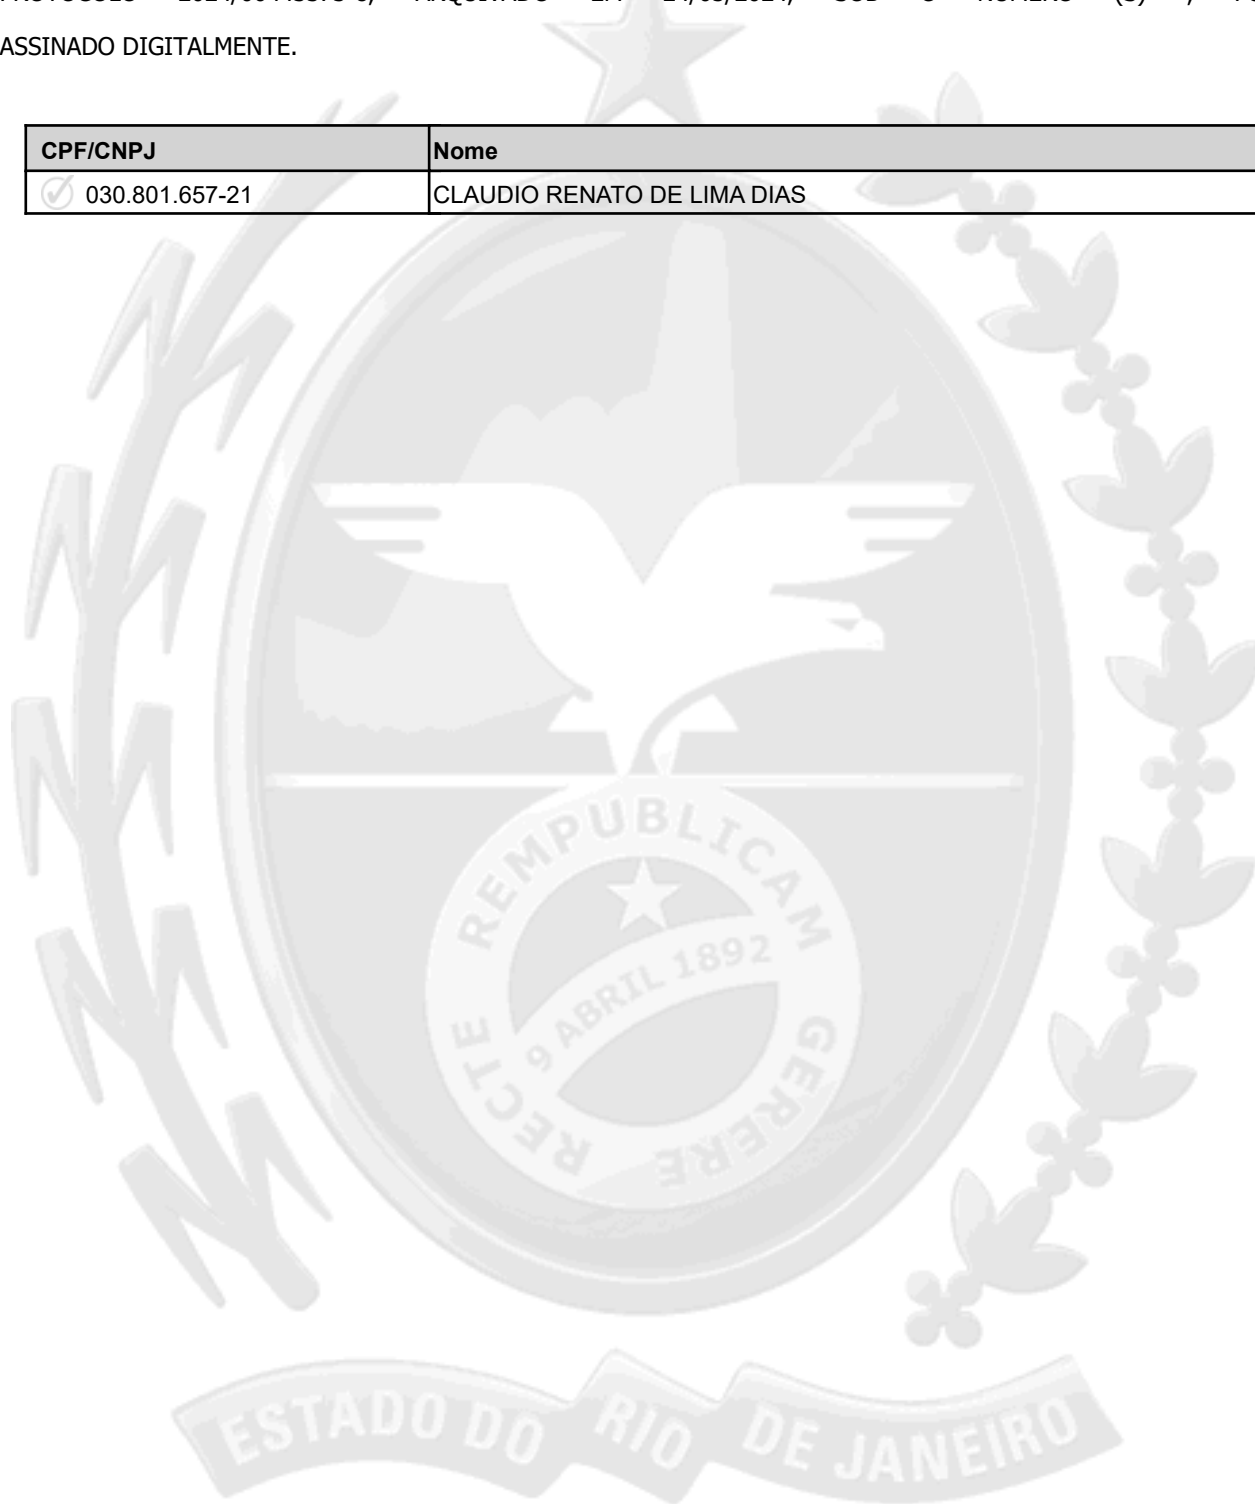 ASSINADO DIGITALMENTE.
CPF/CNPJ Nome
030.801.657-21 CLAUDIO RENATO DE LIMA DIAS
REMPUBLICAM
9 ABRIL 1892
RECTE GERERE
ESTADO DO RIO DE JANEIRO